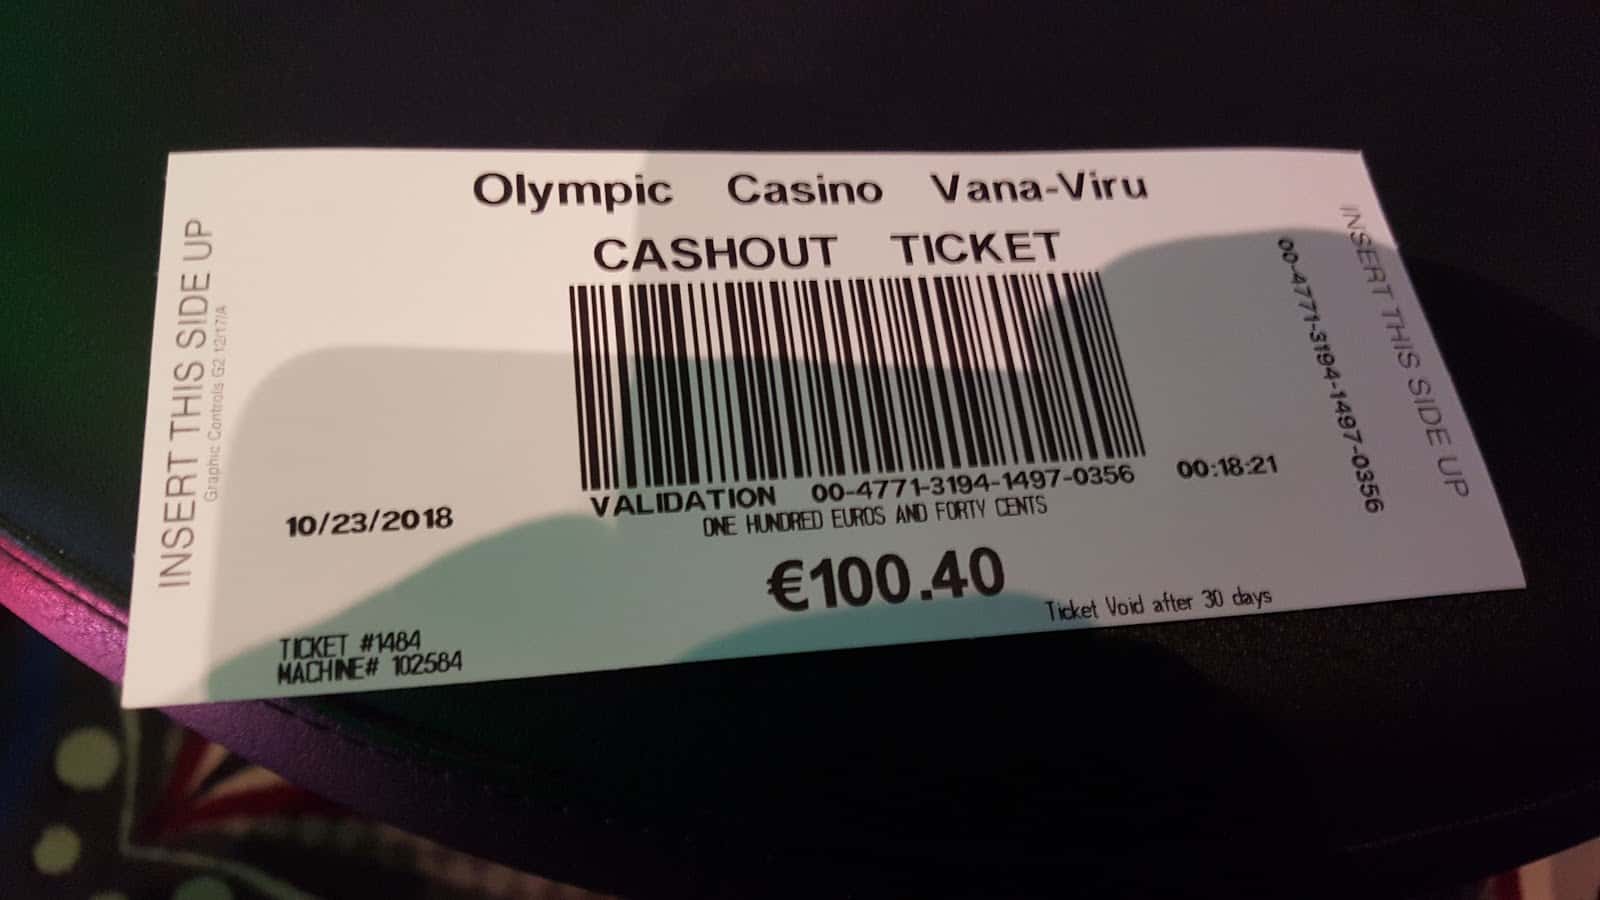 Olympic Casino Vana-Viru
CASHOUT TICKET
INSERT THIS SIDE UP
Graphic Controls G2 12/17/A
VALIDATION 00-4771-3194-1497-0356
10/23/2018
00:18:21
ONE HUNDRED EUROS AND FORTY CENTS
€100.40
Ticket Void after 30 days
TICKET #1484
MACHINE# 102584
00-4771-3194-1497-0356
INSERT THIS SIDE UP